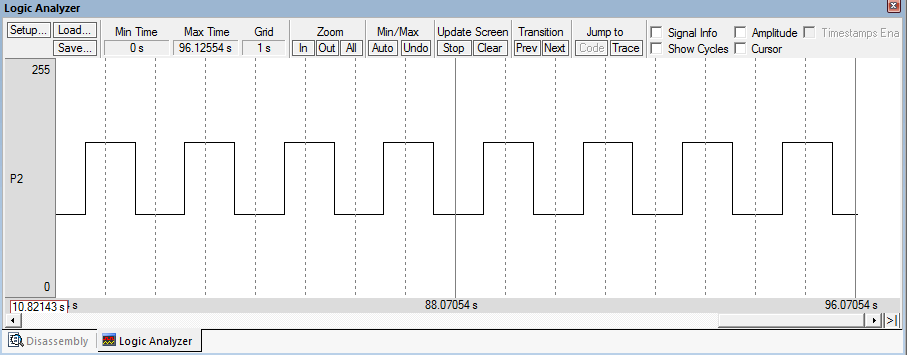 Logic Analyzer
Setup... Load... Min Time Max Time Grid Zoom Min/Max Update Screen Transition Jump to Signal Info Amplitude Timestamps Ena
Save... 0 s 96.12554 s 1 s In Out All Auto Undo Stop Clear Prev Next Code Trace Show Cycles Cursor
255
P2
0
10.82143 s s 88.07054 s 96.07054 s
Disassembly Logic Analyzer